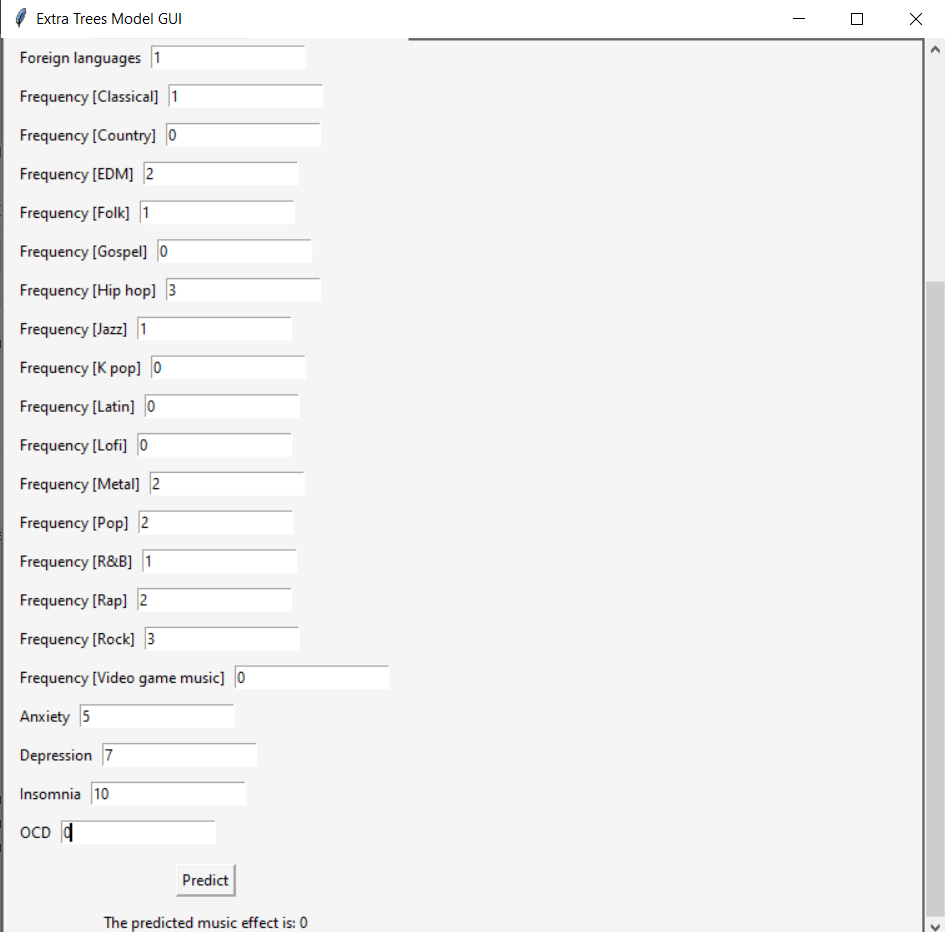 Extra Trees Model GUI
Foreign languages 1
Frequency [Classical] 1
Frequency [Country] 0
Frequency [EDM] 2
Frequency [Folk] 1
Frequency [Gospel] 0
Frequency [Hip hop] 3
Frequency [Jazz] 1
Frequency [K pop] 0
Frequency [Latin] 0
Frequency [Lofi] 0
Frequency [Metal] 2
Frequency [Pop] 2
Frequency [R&B] 1
Frequency [Rap] 2
Frequency [Rock] 3
Frequency [Video game music] 0
Anxiety 5
Depression 7
Insomnia 10
OCD 0
Predict
The predicted music effect is: 0